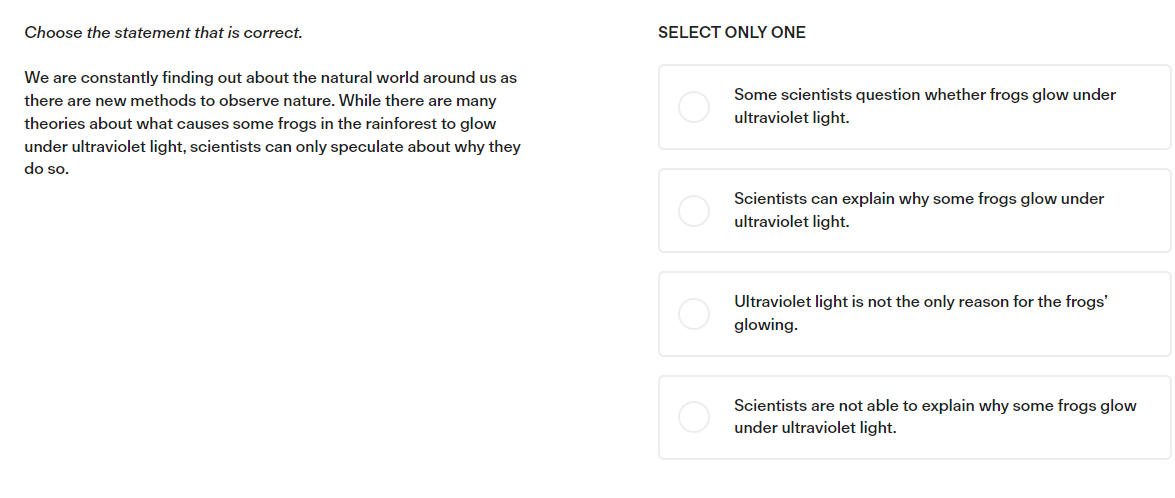 Choose the statement that is correct.
We are constantly finding out about the natural world around us as
there are new methods to observe nature. While there are many
theories about what causes some frogs in the rainforest to glow
under ultraviolet light, scientists can only speculate about why they
do so.
SELECT ONLY ONE
Some scientists question whether frogs glow under
ultraviolet light.
Scientists can explain why some frogs glow under
ultraviolet light.
Ultraviolet light is not the only reason for the frogs’
glowing.
Scientists are not able to explain why some frogs glow
under ultraviolet light.